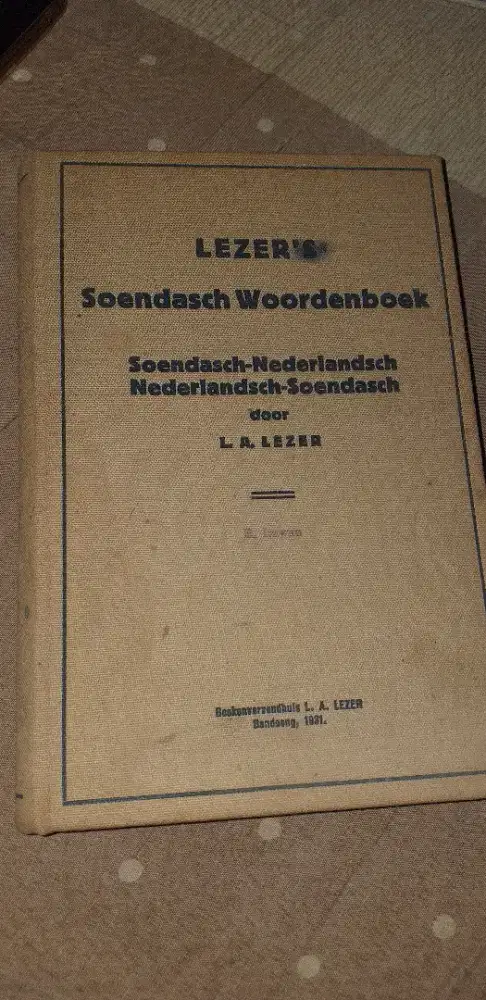 LEZER'S
Soendasch Woordenboek
Soendasch-Nederlandsch
Nederlandsch-Soendasch
door
L. A. LEZER
Boekenverzendhuis L. A. LEZER
Bandoeng, 1931.